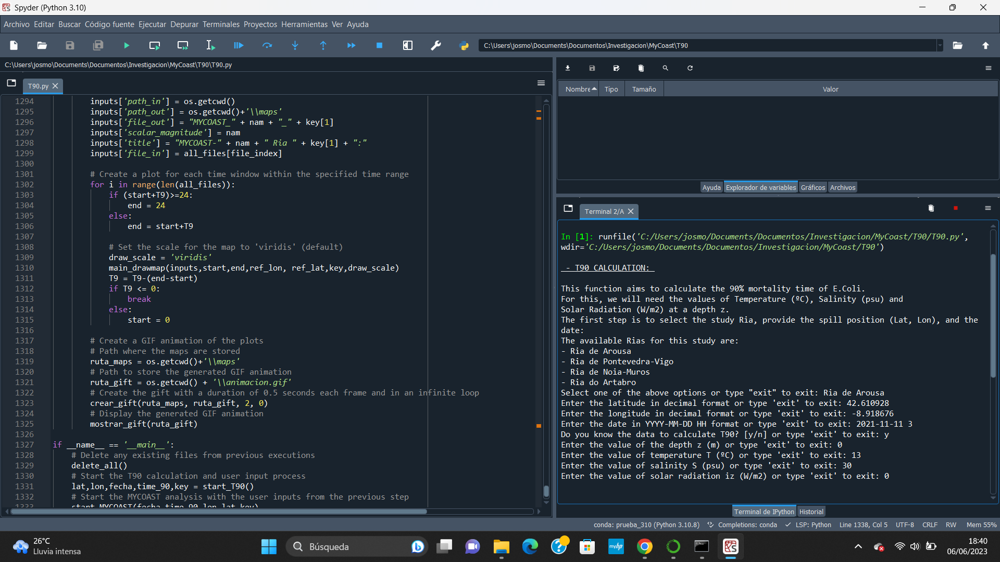 Spyder (Python 3.10)
Archivo Editar Buscar Código fuente Ejecutar Depurar Terminales Proyectos Herramientas Ver Ayuda
C:\Users\josmo\Documents\Documentos\Investigacion\MyCoast\T90
C:\Users\josmo\Documents\Documentos\Investigacion\MyCoast\T90\T90.py
T90.py
1294 inputs['path_in'] = os.getcwd()
1295 inputs['path_out'] = os.getcwd()+'\\maps'
1296 inputs['file_out'] = "MYCOAST_" + nam + "_" + key[1]
1297 inputs['scalar_magnitude'] = nam
1298 inputs['title'] = "MYCOAST-" + nam + " Ria " + key[1] + ":"
1299 inputs['file_in'] = all_files[file_index]
1300
1301 # Create a plot for each time window within the specified time range
1302 for i in range(len(all_files)):
1303 if (start+T9)>=24:
1304 end = 24
1305 else:
1306 end = start+T9
1307
1308 # Set the scale for the map to 'viridis' (default)
1309 draw_scale = 'viridis'
1310 main_drawmap(inputs,start,end,ref_lon, ref_lat,key,draw_scale)
1311 T9 = T9-(end-start)
1312 if T9 <= 0:
1313 break
1314 else:
1315 start = 0
1316
1317 # Create a GIF animation of the plots
1318 # Path where the maps are stored
1319 ruta_maps = os.getcwd()+'\\maps'
1320 # Path to store the generated GIF animation
1321 ruta_gift = os.getcwd() + '\\animacion.gif'
1322 # Create the gift with a duration of 0.5 seconds each frame and in an infinite loop
1323 crear_gift(ruta_maps, ruta_gift, 2, 0)
1324 # Display the generated GIF animation
1325 mostrar_gift(ruta_gift)
1326
1327 if __name__ == '__main__':
1328 # Delete any existing files from previous executions
1329 delete_all()
1330 # Start the T90 calculation and user input process
1331 lat,lon,fecha,time_90,key = start_T90()
1332 # Start the MYCOAST analysis with the user inputs from the previous step
1333 start_MYCOAST(fecha,time_90,lon,lat,key)
Nombre Tipo Tamaño Valor
Ayuda Explorador de variables Gráficos Archivos
Terminal 2/A
In [1]: runfile('C:/Users/josmo/Documents/Documentos/Investigacion/MyCoast/T90/T90.py',
wdir='C:/Users/josmo/Documents/Documentos/Investigacion/MyCoast/T90')
- T90 CALCULATION:
This function aims to calculate the 90% mortality time of E.Coli.
For this, we will need the values of Temperature (ºC), Salinity (psu) and
Solar Radiation (W/m2) at a depth z.
The first step is to select the study Ria, provide the spill position (Lat, Lon), and the
date:
The available Rias for this study are:
- Ria de Arousa
- Ria de Pontevedra-Vigo
- Ria de Noia-Muros
- Ria do Artabro
Select one of the above options or type "exit" to exit: Ria de Arousa
Enter the latitude in decimal format or type 'exit' to exit: 42.610928
Enter the longitude in decimal format or type 'exit' to exit: -8.918676
Enter the date in YYYY-MM-DD HH format or type 'exit' to exit: 2021-11-11 3
Do you know the data to calculate T90? [y/n] or type 'exit' to exit: y
Enter the value of the depth z (m) or type 'exit' to exit: 0
Enter the value of temperature T (ºC) or type 'exit' to exit: 13
Enter the value of salinity S (psu) or type 'exit' to exit: 30
Enter the value of solar radiation iz (W/m2) or type 'exit' to exit: 0
Terminal de IPython Historial
conda: prueba_310 (Python 3.10.8) Completions: conda LSP: Python Line 1338, Col 5 UTF-8 CRLF RW Mem 55%
26°C
Lluvia intensa
Búsqueda
myhp
18:40
06/06/2023